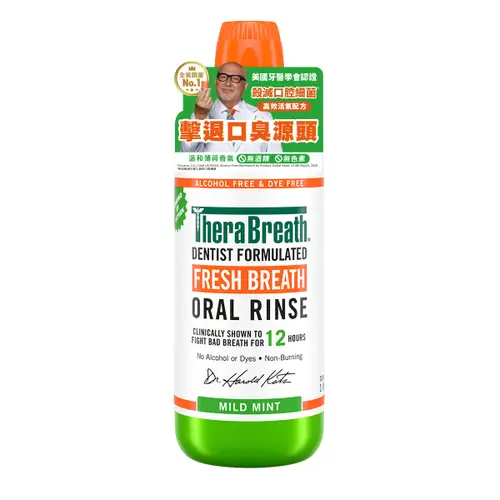 全美銷量
No.1
美國牙醫學會認證
殺滅口腔細菌
高效活氧配方
擊退口臭源頭
溫和薄荷香氣 無酒精 無色素
ALCOHOL FREE & DYE FREE
TheraBreath
DENTIST FORMULATED
FRESH BREATH
ORAL RINSE
CLINICALLY SHOWN TO
FIGHT BAD BREATH FOR 12 HOURS
No Alcohol or Dyes • Non-Burning
Dr. Harold Katz
MILD MINT